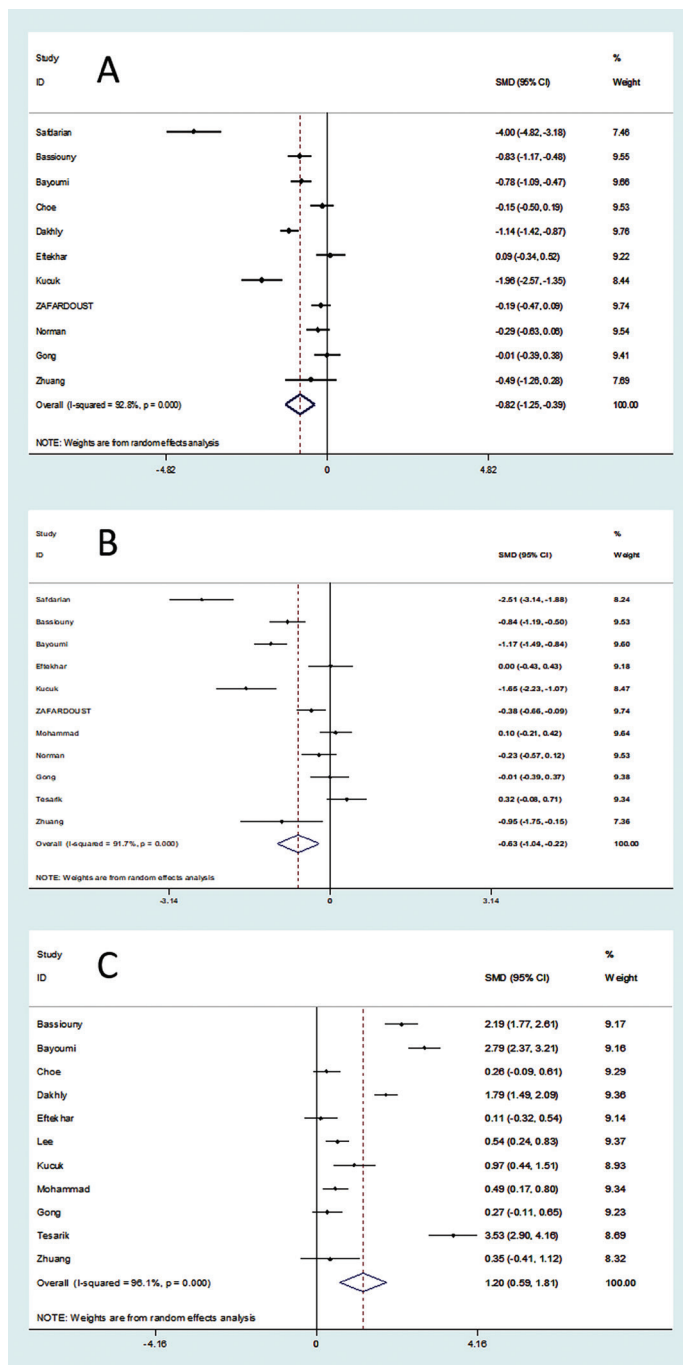 Study A %
ID SMD (95% CI) Weight
Safdarian -4.00 (-4.82, -3.18) 7.46
Bassiouny -0.83 (-1.17, -0.48) 9.55
Bayoumi -0.78 (-1.09, -0.47) 9.66
Choe -0.15 (-0.50, 0.19) 9.53
Dakhly -1.14 (-1.42, -0.87) 9.76
Eftekhar 0.09 (-0.34, 0.52) 9.22
Kucuk -1.96 (-2.57, -1.35) 8.44
ZAFARDOUST -0.19 (-0.47, 0.09) 9.74
Norman -0.29 (-0.63, 0.06) 9.54
Gong -0.01 (-0.39, 0.38) 9.41
Zhuang -0.49 (-1.26, 0.28) 7.69
Overall (I-squared = 92.8%, p = 0.000) -0.82 (-1.25, -0.39) 100.00
NOTE: Weights are from random effects analysis
-4.82 0 4.82
Study B %
ID SMD (95% CI) Weight
Safdarian -2.51 (-3.14, -1.88) 8.24
Bassiouny -0.84 (-1.19, -0.50) 9.53
Bayoumi -1.17 (-1.49, -0.84) 9.60
Eftekhar 0.00 (-0.43, 0.43) 9.18
Kucuk -1.65 (-2.23, -1.07) 8.47
ZAFARDOUST -0.38 (-0.66, -0.09) 9.74
Mohammad 0.10 (-0.21, 0.42) 9.64
Norman -0.23 (-0.57, 0.12) 9.53
Gong -0.01 (-0.39, 0.37) 9.38
Tesarik 0.32 (-0.08, 0.71) 9.34
Zhuang -0.95 (-1.75, -0.15) 7.36
Overall (I-squared = 91.7%, p = 0.000) -0.63 (-1.04, -0.22) 100.00
NOTE: Weights are from random effects analysis
-3.14 0 3.14
Study C %
ID SMD (95% CI) Weight
Bassiouny 2.19 (1.77, 2.61) 9.17
Bayoumi 2.79 (2.37, 3.21) 9.16
Choe 0.26 (-0.09, 0.61) 9.29
Dakhly 1.79 (1.49, 2.09) 9.36
Eftekhar 0.11 (-0.32, 0.54) 9.14
Lee 0.54 (0.24, 0.83) 9.37
Kucuk 0.97 (0.44, 1.51) 8.93
Mohammad 0.49 (0.17, 0.80) 9.34
Gong 0.27 (-0.11, 0.65) 9.23
Tesarik 3.53 (2.90, 4.16) 8.69
Zhuang 0.35 (-0.41, 1.12) 8.32
Overall (I-squared = 96.1%, p = 0.000) 1.20 (0.59, 1.81) 100.00
NOTE: Weights are from random effects analysis
-4.16 0 4.16